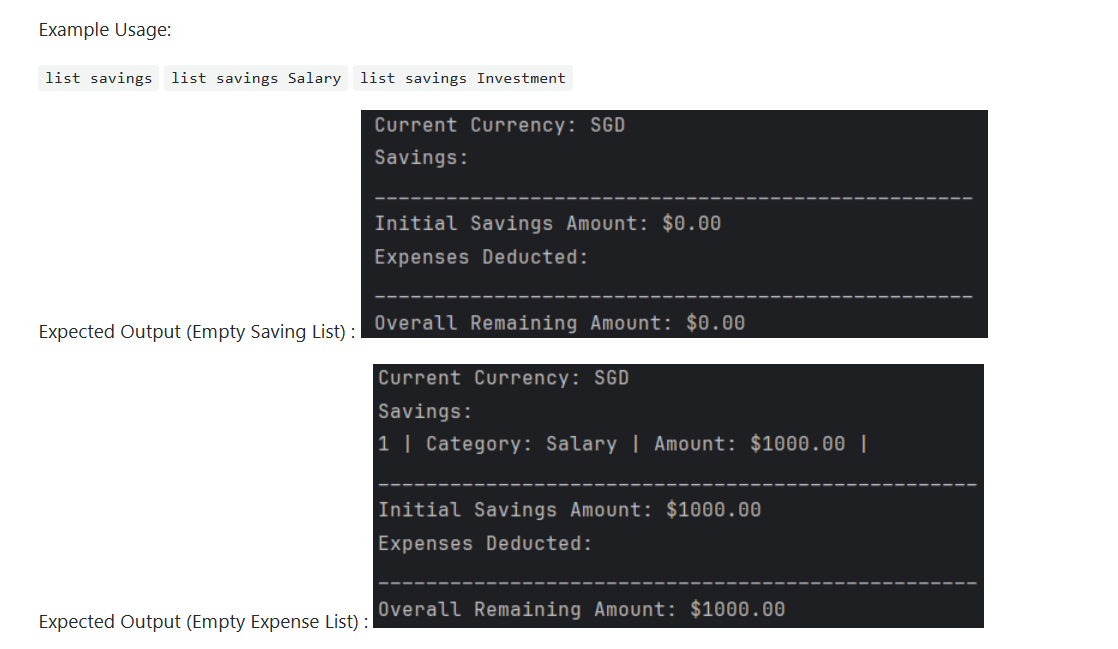 Example Usage:
list savings list savings Salary list savings Investment
Current Currency: SGD
Savings:
--------------------------------------------------
Initial Savings Amount: $0.00
Expenses Deducted:
--------------------------------------------------
Overall Remaining Amount: $0.00
Expected Output (Empty Saving List) :
Current Currency: SGD
Savings:
1 | Category: Salary | Amount: $1000.00 |
--------------------------------------------------
Initial Savings Amount: $1000.00
Expenses Deducted:
--------------------------------------------------
Overall Remaining Amount: $1000.00
Expected Output (Empty Expense List) :